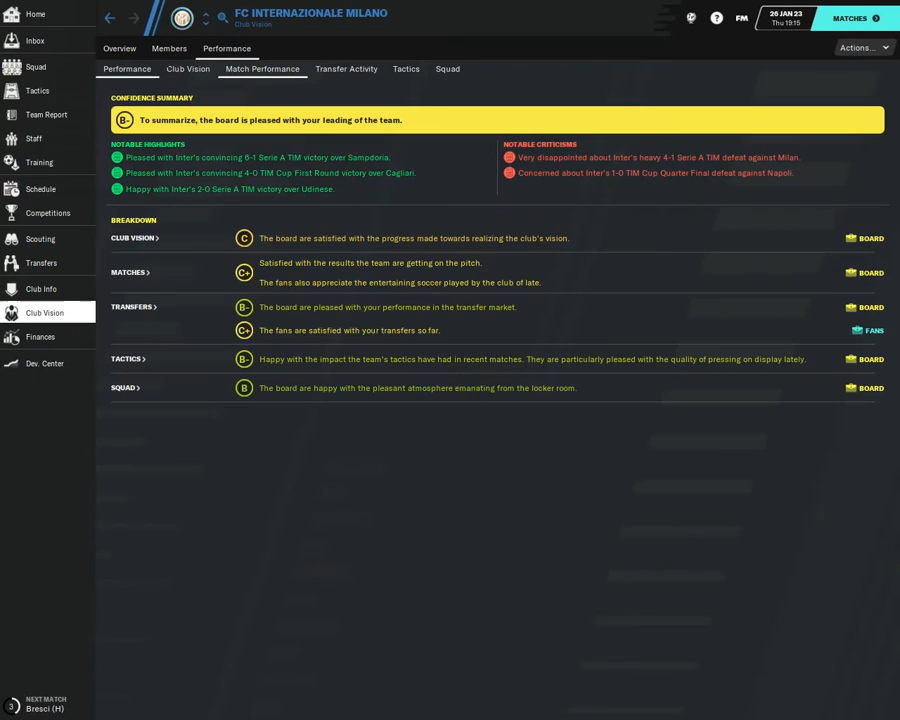 Home
Inbox
Squad
Tactics
Team Report
Staff
Training
Schedule
Competitions
Scouting
Transfers
Club Info
Club Vision
Finances
Dev. Center
3
NEXT MATCH
Bresci (H)
FC INTERNAZIONALE MILANO
Club Vision
?
FM
26 JAN 23
Thu 19:15
MATCHES
Overview Members Performance
Actions...
Performance Club Vision Match Performance Transfer Activity Tactics Squad
CONFIDENCE SUMMARY
B- To summarize, the board is pleased with your leading of the team.
NOTABLE HIGHLIGHTS
Pleased with Inter's convincing 6-1 Serie A TIM victory over Sampdoria.
Pleased with Inter's convincing 4-0 TIM Cup First Round victory over Cagliari.
Happy with Inter's 2-0 Serie A TIM victory over Udinese.
NOTABLE CRITICISMS
Very disappointed about Inter's heavy 4-1 Serie A TIM defeat against Milan.
Concerned about Inter's 1-0 TIM Cup Quarter Final defeat against Napoli.
BREAKDOWN
CLUB VISION > C The board are satisfied with the progress made towards realizing the club's vision. BOARD
MATCHES > C+ Satisfied with the results the team are getting on the pitch. BOARD
The fans also appreciate the entertaining soccer played by the club of late.
TRANSFERS > B- The board are pleased with your performance in the transfer market. BOARD
C+ The fans are satisfied with your transfers so far. FANS
TACTICS > B- Happy with the impact the team's tactics have had in recent matches. They are particularly pleased with the quality of pressing on display lately. BOARD
SQUAD > B The board are happy with the pleasant atmosphere emanating from the locker room. BOARD